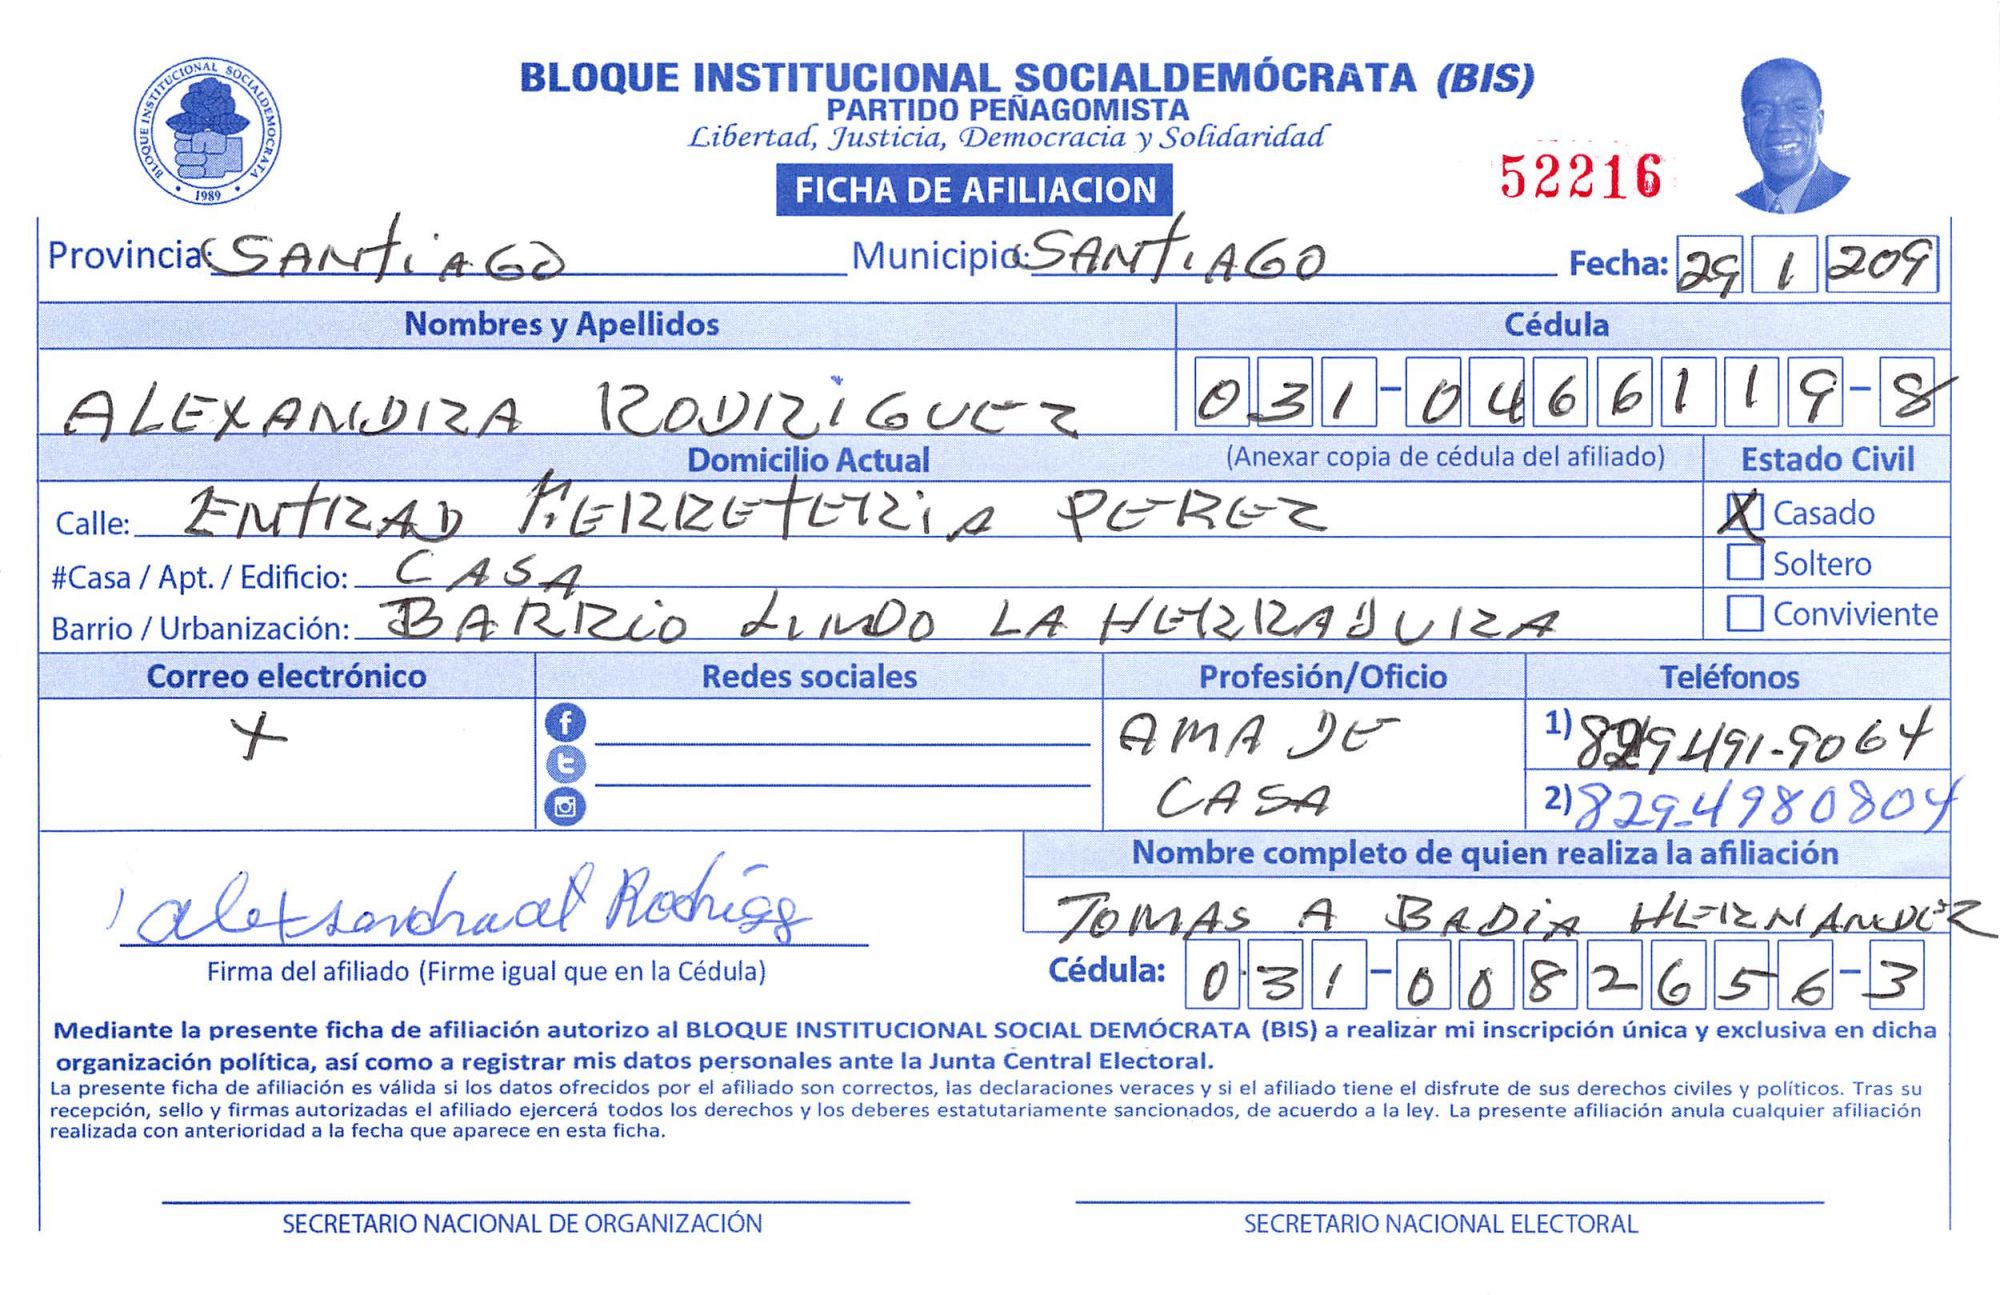 BLOQUE INSTITUCIONAL SOCIALDEMOCRATA
1989
BLOQUE INSTITUCIONAL SOCIALDEMÓCRATA (BIS)
PARTIDO PEÑAGOMISTA
Libertad, Justicia, Democracia y Solidaridad
FICHA DE AFILIACION
52216
Provincia: SANTiAGO Municipio: SANTiAGO Fecha: 29 1 209
Nombres y Apellidos Cédula
ALEXANDRA RODRiGUEZ 031-0466119-8
Domicilio Actual (Anexar copia de cédula del afiliado) Estado Civil
Calle: ENTRAD FERRETERiA PEREZ X Casado
#Casa / Apt. / Edificio: CASA Soltero
Barrio / Urbanización: BARRiO LINDO LA HERRADURA Conviviente
Correo electrónico Redes sociales Profesión/Oficio Teléfonos
X AMA DE 1) 829491-9064
CASA 2) 829-4980804
Nombre completo de quien realiza la afiliación
TOMAS A BADiA HERNANDEZ
Firma del afiliado (Firme igual que en la Cédula) Cédula: 031-0082656-3
Mediante la presente ficha de afiliación autorizo al BLOQUE INSTITUCIONAL SOCIAL DEMÓCRATA (BIS) a realizar mi inscripción única y exclusiva en dicha
organización política, así como a registrar mis datos personales ante la Junta Central Electoral.
La presente ficha de afiliación es válida si los datos ofrecidos por el afiliado son correctos, las declaraciones veraces y si el afiliado tiene el disfrute de sus derechos civiles y políticos. Tras su
recepción, sello y firmas autorizadas el afiliado ejercerá todos los derechos y los deberes estatutariamente sancionados, de acuerdo a la ley. La presente afiliación anula cualquier afiliación
realizada con anterioridad a la fecha que aparece en esta ficha.
SECRETARIO NACIONAL DE ORGANIZACIÓN SECRETARIO NACIONAL ELECTORAL